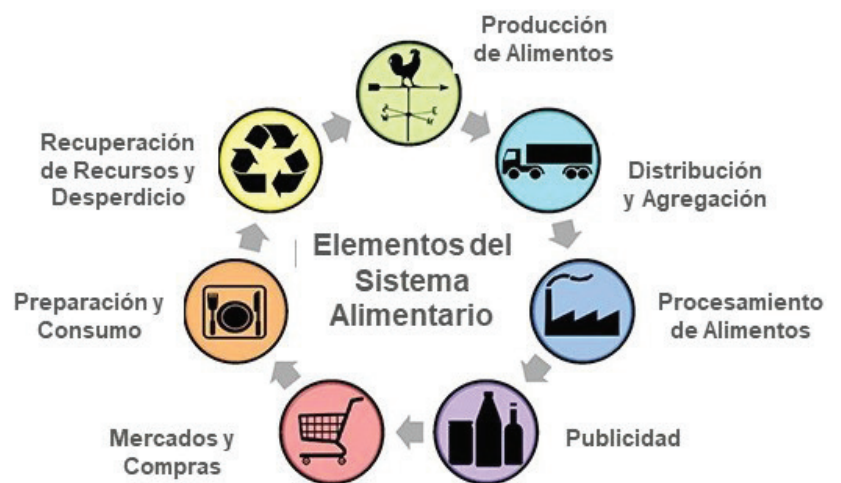 Producción
de Alimentos
Distribución
y Agregación
Procesamiento
de Alimentos
Publicidad
Mercados y
Compras
Preparación y
Consumo
Recuperación
de Recursos y
Desperdicio
Elementos del
Sistema
Alimentario